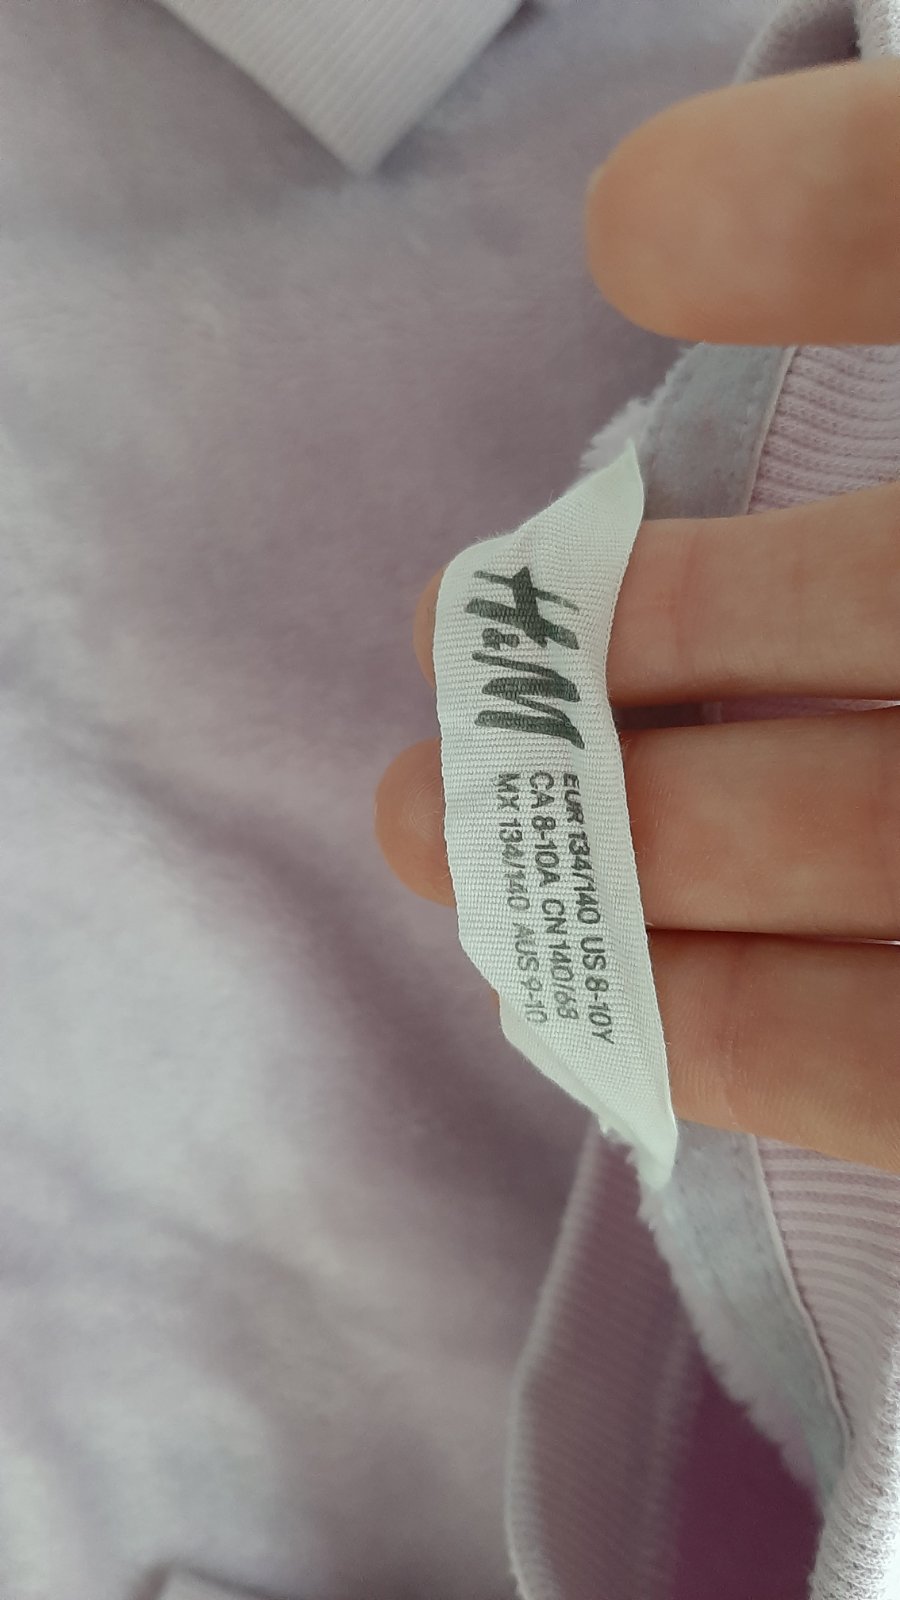 H&M
EUR 134/140 US 8-10Y
CA 8-10A CN 140/68
MX 134/140 AUS 9-10